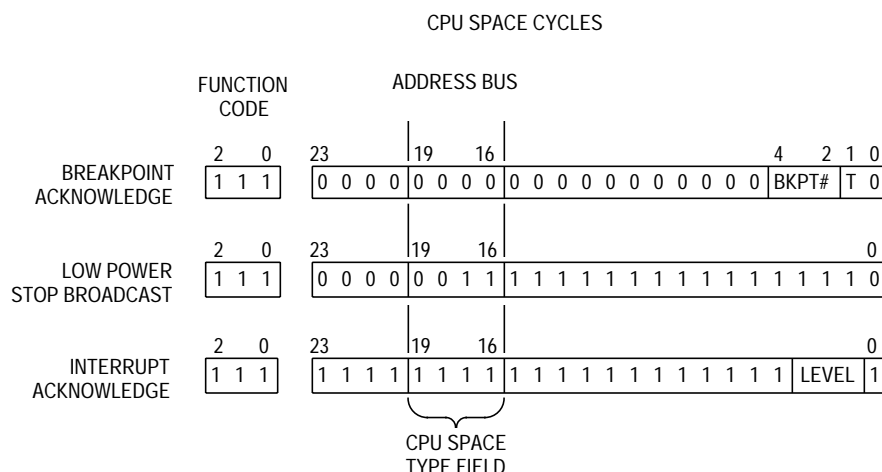 CPU SPACE CYCLES
FUNCTION
CODE
ADDRESS BUS
2 0 23 19 16 4 2 1 0
BREAKPOINT
ACKNOWLEDGE
1 1 1 0 0 0 0 0 0 0 0 0 0 0 0 0 0 0 0 0 0 0 BKPT# T 0
2 0 23 19 16 0
LOW POWER
STOP BROADCAST
1 1 1 0 0 0 0 0 0 1 1 1 1 1 1 1 1 1 1 1 1 1 1 1 1 1 0
2 0 23 19 16 0
INTERRUPT
ACKNOWLEDGE
1 1 1 1 1 1 1 1 1 1 1 1 1 1 1 1 1 1 1 1 1 1 1 LEVEL 1
CPU SPACE
TYPE FIELD